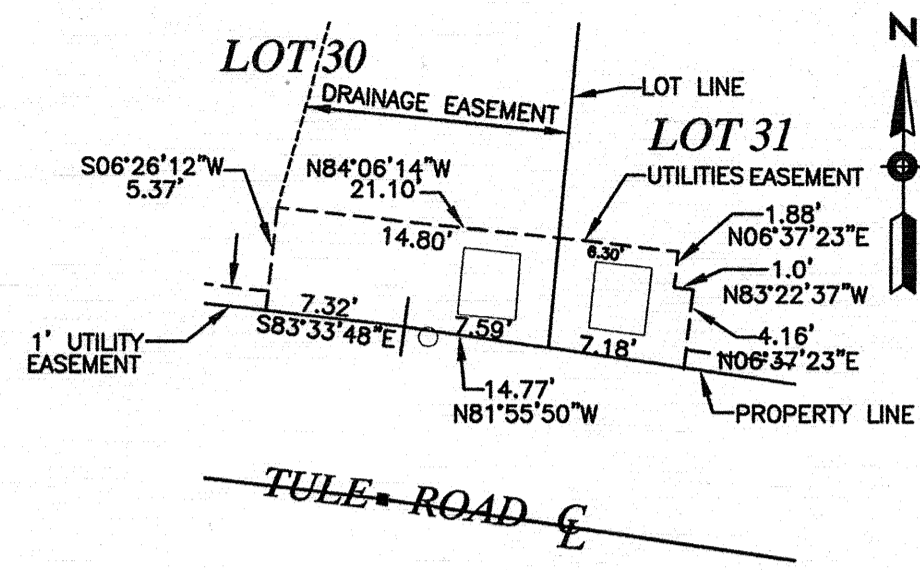 N
LOT 30
DRAINAGE EASEMENT
LOT LINE
LOT 31
S06°26'12"W
5.37'
N84°06'14"W
21.10'
UTILITIES EASEMENT
14.80'
6.30'
1.88'
N06°37'23"E
1.0'
N83°22'37"W
7.32'
S83°33'48"E
7.59'
7.18'
4.16'
N06°37'23"E
1' UTILITY
EASEMENT
14.77'
N81°55'50"W
PROPERTY LINE
TULE ROAD CL